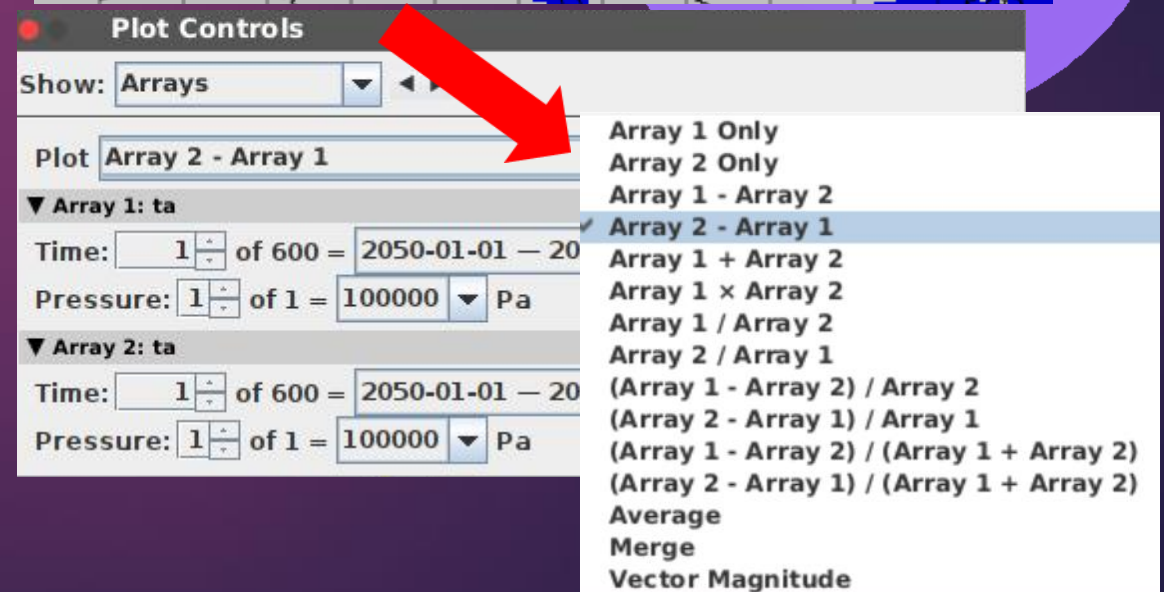 Plot Controls
Show: Arrays
Plot Array 2 - Array 1
▼ Array 1: ta
Time: 1 of 600 = 2050-01-01 — 20
Pressure: 1 of 1 = 100000 Pa
▼ Array 2: ta
Time: 1 of 600 = 2050-01-01 — 20
Pressure: 1 of 1 = 100000 Pa
Array 1 Only
Array 2 Only
Array 1 - Array 2
✓ Array 2 - Array 1
Array 1 + Array 2
Array 1 × Array 2
Array 1 / Array 2
Array 2 / Array 1
(Array 1 - Array 2) / Array 2
(Array 2 - Array 1) / Array 1
(Array 1 - Array 2) / (Array 1 + Array 2)
(Array 2 - Array 1) / (Array 1 + Array 2)
Average
Merge
Vector Magnitude